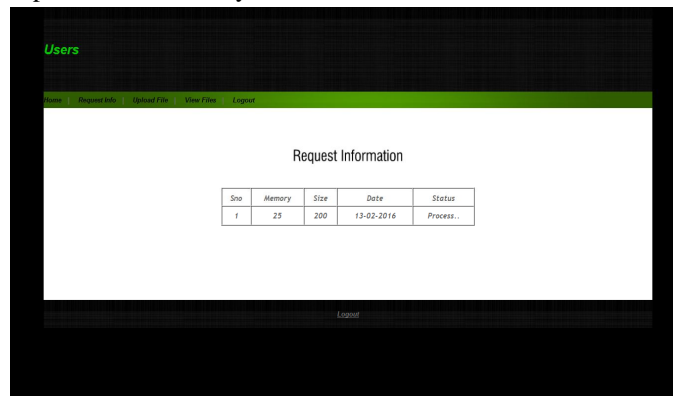 Users
Home | Request Info | Upload File | View Files | Logout
Request Information
Sno Memory Size Date Status
1 25 200 13-02-2016 Process..
Logout